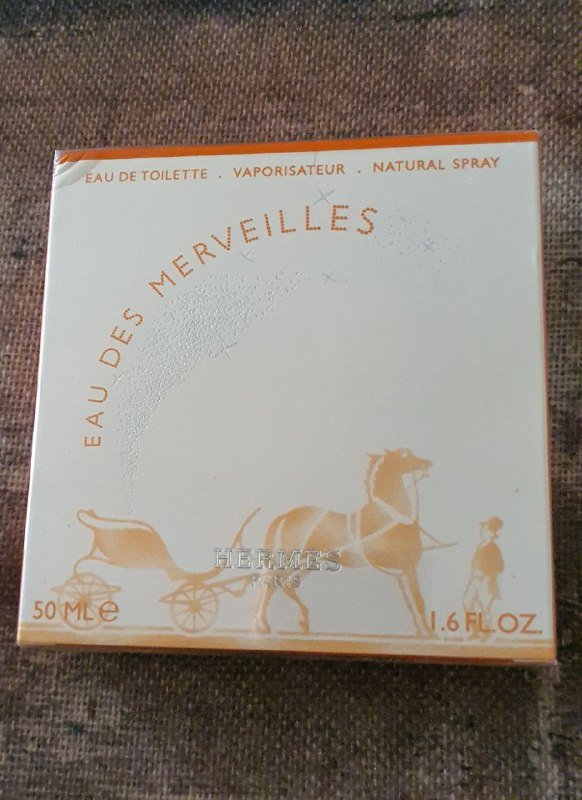 EAU DE TOILETTE . VAPORISATEUR . NATURAL SPRAY
EAU DES MERVEILLES
HERMES
PARIS
50 ML e
1.6 FL.OZ.